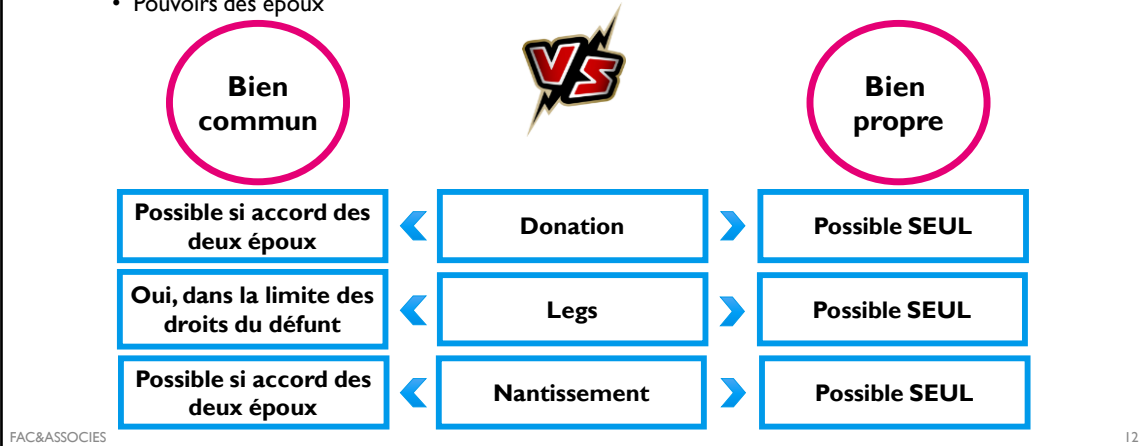 • Pouvoirs des époux
Bien
commun
VS
Bien
propre
Possible si accord des
deux époux
Donation
Possible SEUL
Oui, dans la limite des
droits du défunt
Legs
Possible SEUL
Possible si accord des
deux époux
Nantissement
Possible SEUL
FAC&ASSOCIES
12